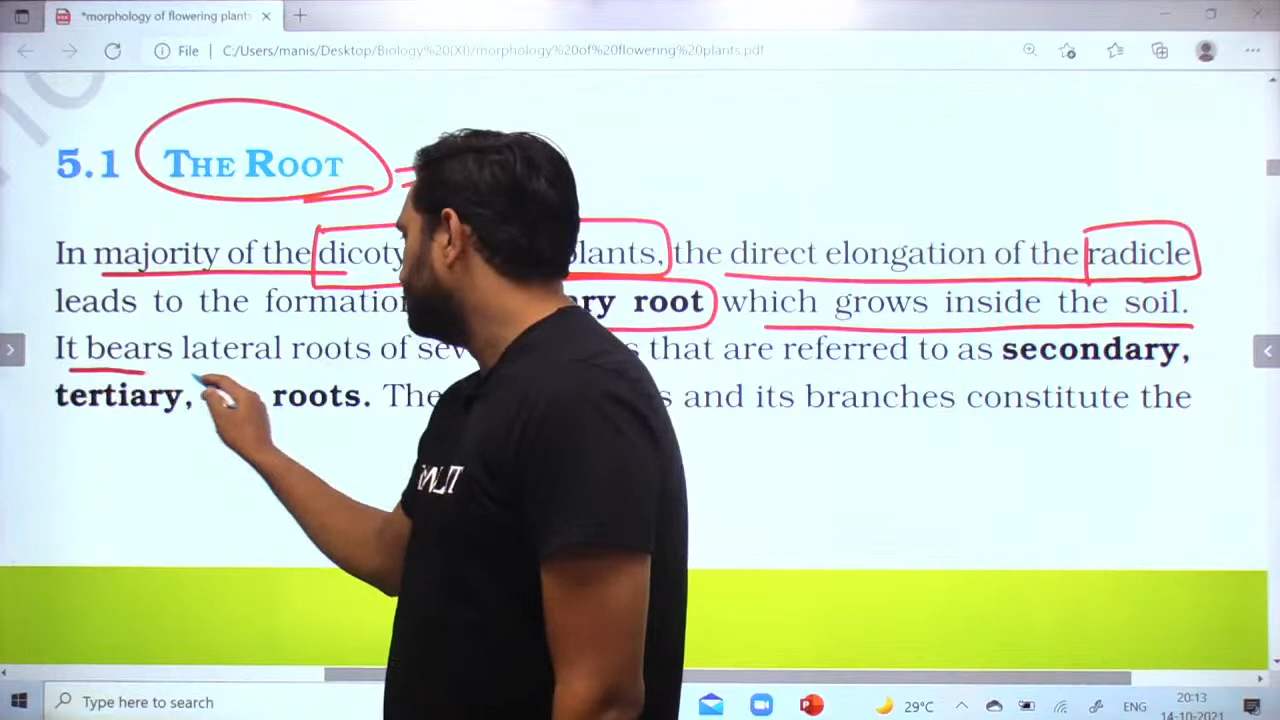 *morphology of flowering plants
File | C:/Users/manis/Desktop/Biology%20(XI)/morphology%20of%20flowering%20plants.pdf
5.1 THE ROOT
In majority of the dicoty plants, the direct elongation of the radicle
leads to the formation ry root which grows inside the soil.
It bears lateral roots of sev s that are referred to as secondary,
tertiary, roots. The s and its branches constitute the
Type here to search
29°C ENG 20:13
14-10-2021